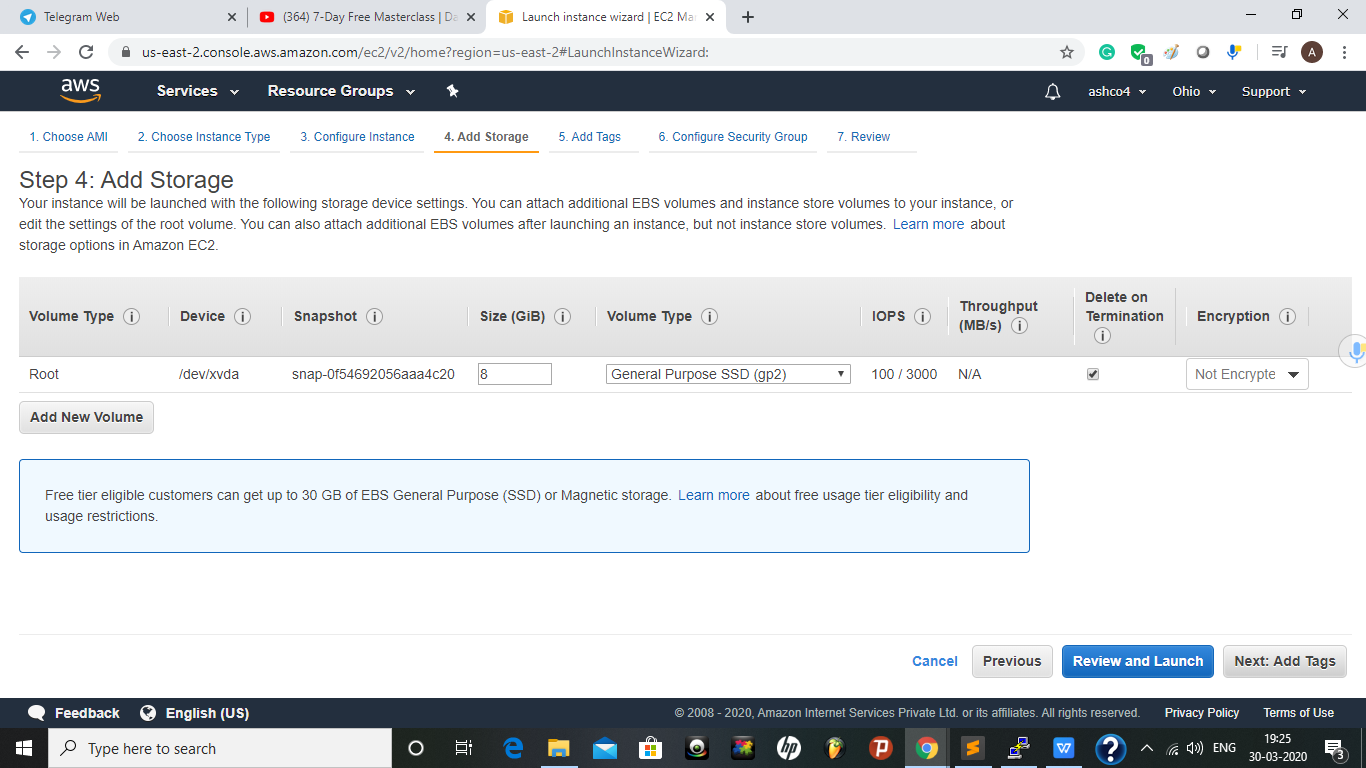 Telegram Web
(364) 7-Day Free Masterclass | Da
Launch instance wizard | EC2 Ma
us-east-2.console.aws.amazon.com/ec2/v2/home?region=us-east-2#LaunchInstanceWizard:
0
A
aws
Services
Resource Groups
ashco4
Ohio
Support
1. Choose AMI
2. Choose Instance Type
3. Configure Instance
4. Add Storage
5. Add Tags
6. Configure Security Group
7. Review
Step 4: Add Storage
Your instance will be launched with the following storage device settings. You can attach additional EBS volumes and instance store volumes to your instance, or
edit the settings of the root volume. You can also attach additional EBS volumes after launching an instance, but not instance store volumes. Learn more about
storage options in Amazon EC2.
Volume Type
Device
Snapshot
Size (GiB)
Volume Type
IOPS
Throughput
(MB/s)
Delete on
Termination
Encryption
Root
/dev/xvda
snap-0f54692056aaa4c20
8
General Purpose SSD (gp2)
100 / 3000
N/A
Not Encrypte
Add New Volume
Free tier eligible customers can get up to 30 GB of EBS General Purpose (SSD) or Magnetic storage. Learn more about free usage tier eligibility and
usage restrictions.
Cancel
Previous
Review and Launch
Next: Add Tags
Feedback
English (US)
© 2008 - 2020, Amazon Internet Services Private Ltd. or its affiliates. All rights reserved.
Privacy Policy
Terms of Use
Type here to search
hp
ENG
19:25
30-03-2020
3